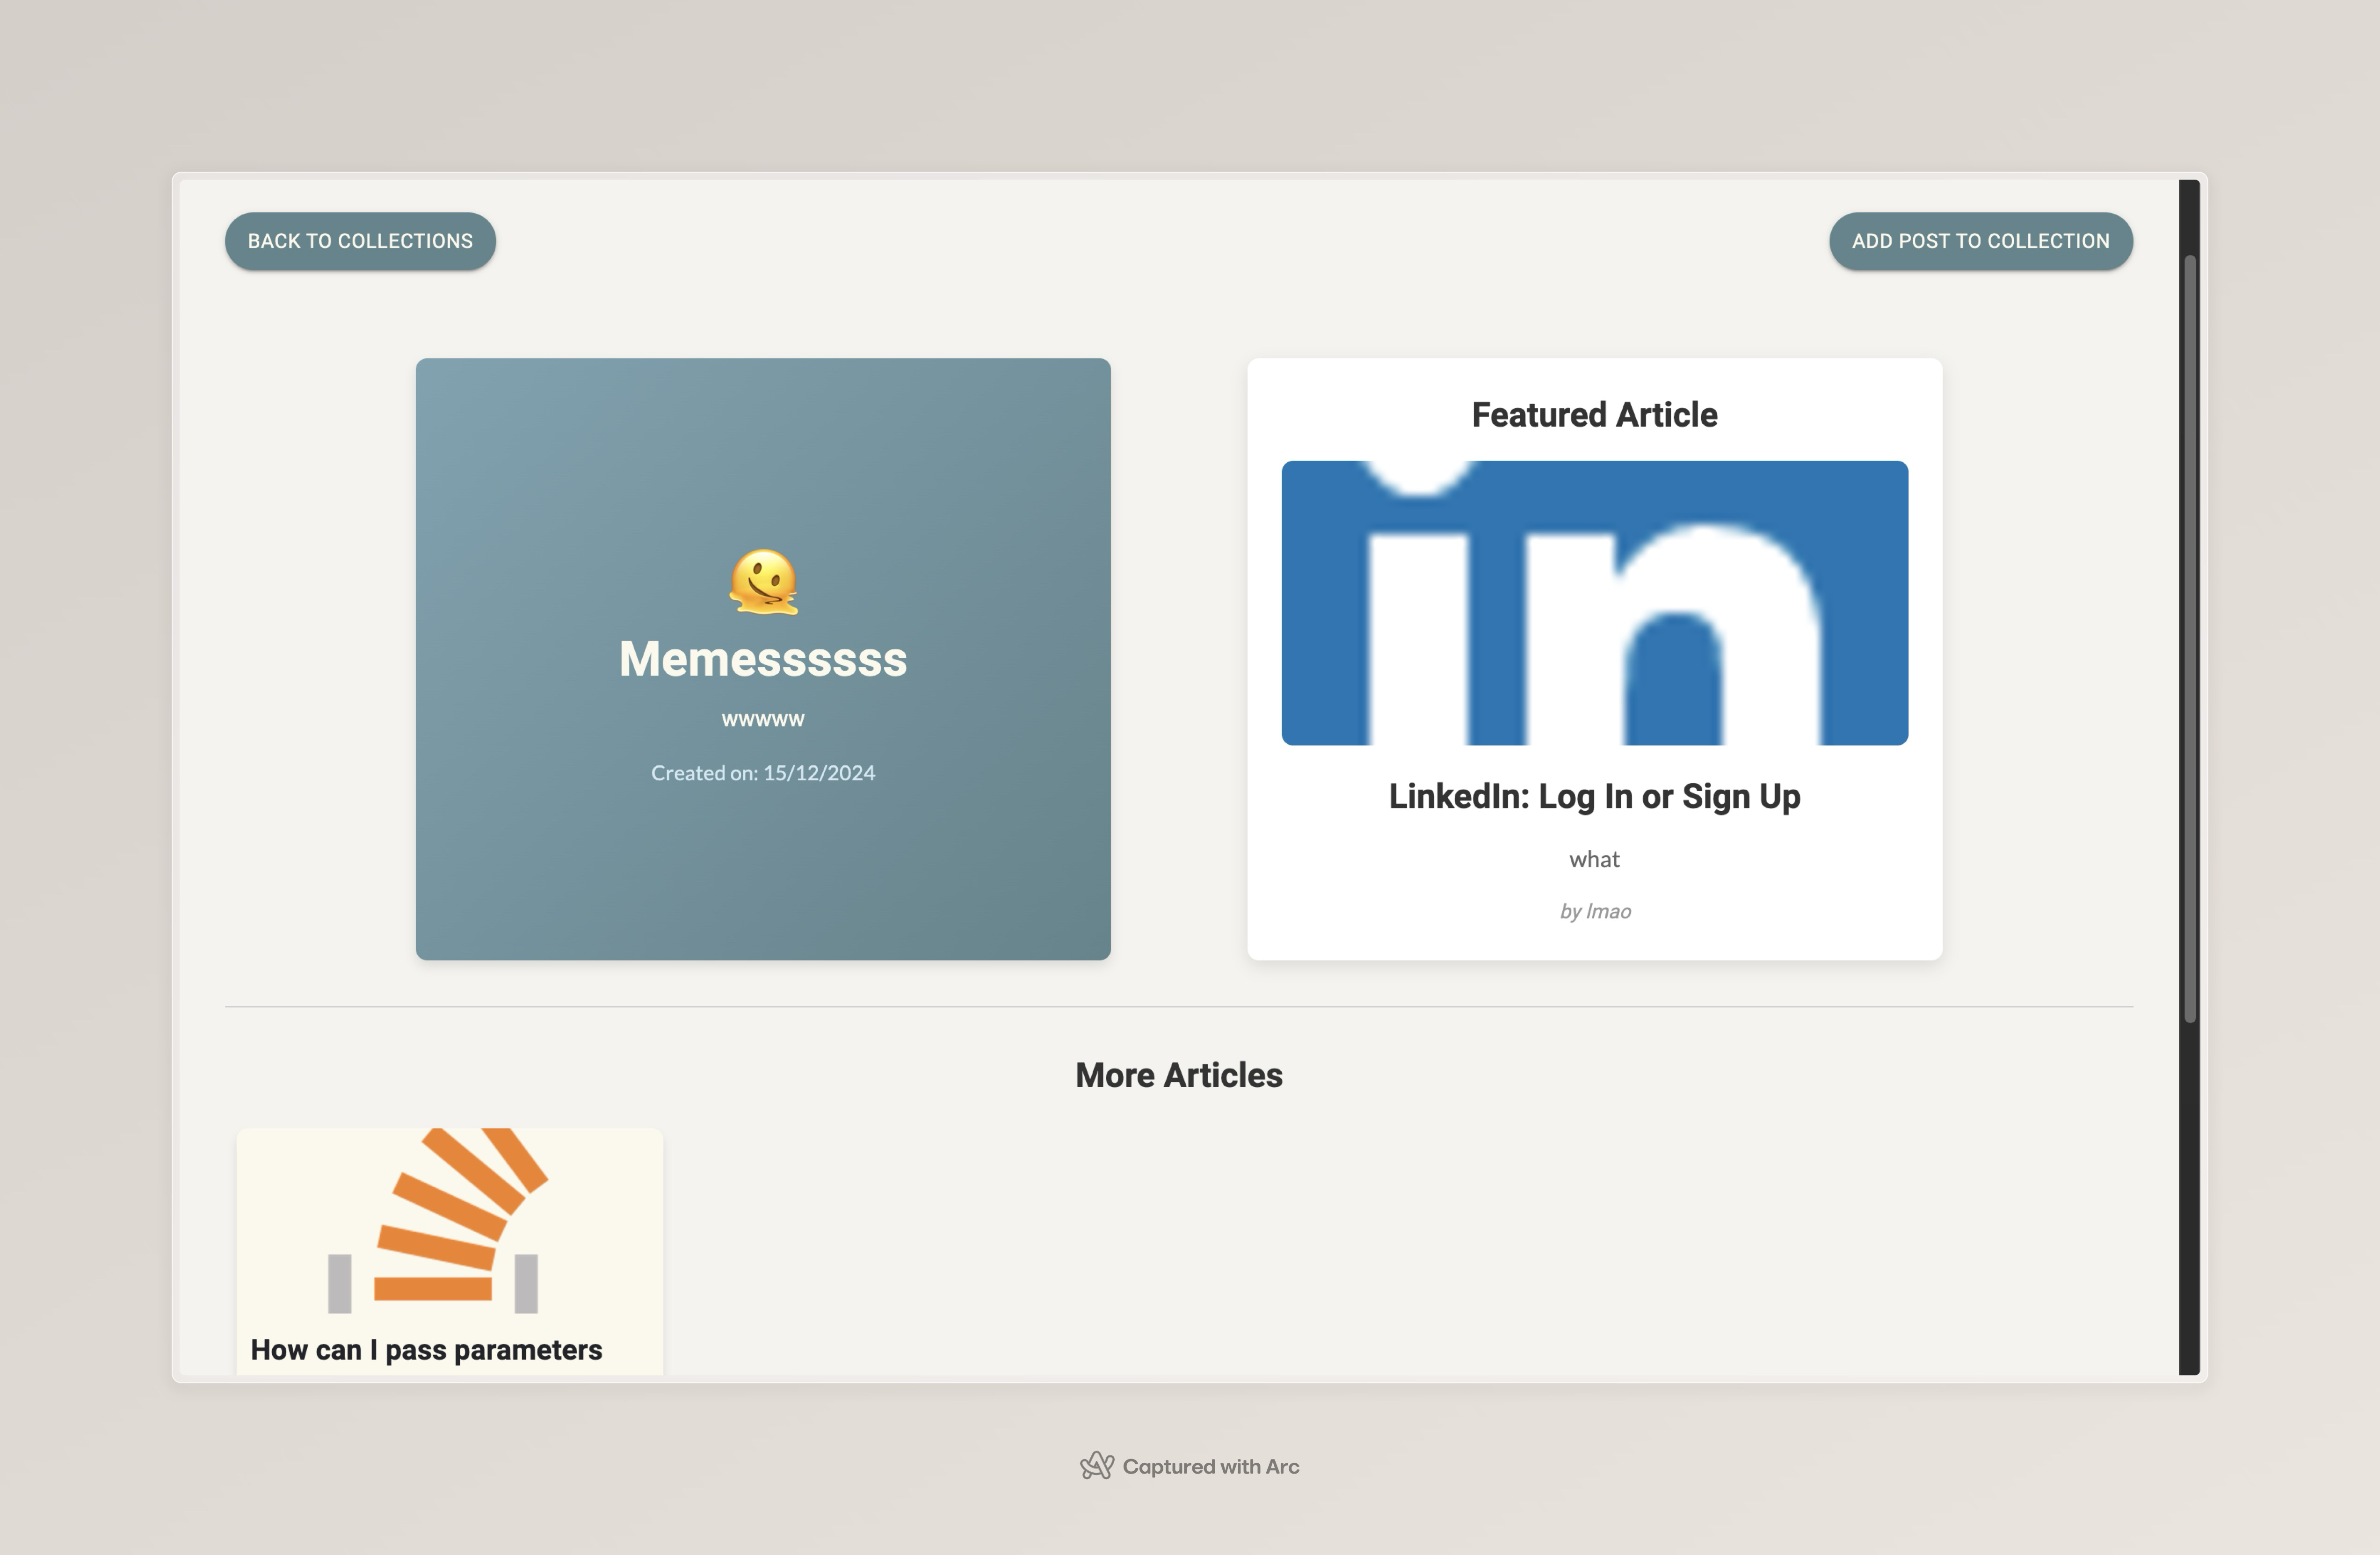 BACK TO COLLECTIONS
ADD POST TO COLLECTION
Memessssss
wwwww
Created on: 15/12/2024
Featured Article
in
LinkedIn: Log In or Sign Up
what
by lmao
More Articles
How can I pass parameters
Captured with Arc